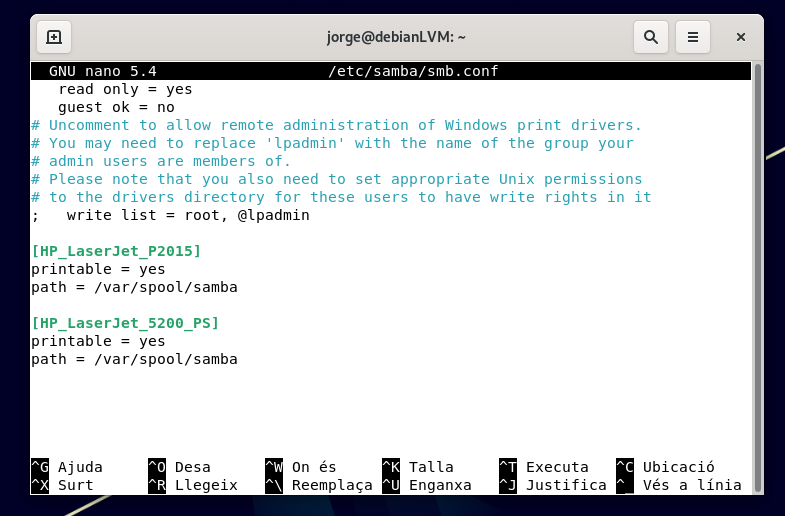 jorge@debianLVM: ~
GNU nano 5.4 /etc/samba/smb.conf
read only = yes
guest ok = no
# Uncomment to allow remote administration of Windows print drivers.
# You may need to replace 'lpadmin' with the name of the group your
# admin users are members of.
# Please note that you also need to set appropriate Unix permissions
# to the drivers directory for these users to have write rights in it
;   write list = root, @lpadmin
[HP_LaserJet_P2015]
printable = yes
path = /var/spool/samba
[HP_LaserJet_5200_PS]
printable = yes
path = /var/spool/samba
^G Ajuda ^O Desa ^W On és ^K Talla ^T Executa ^C Ubicació
^X Surt ^R Llegeix ^\ Reemplaça ^U Enganxa ^J Justifica ^_ Vés a línia